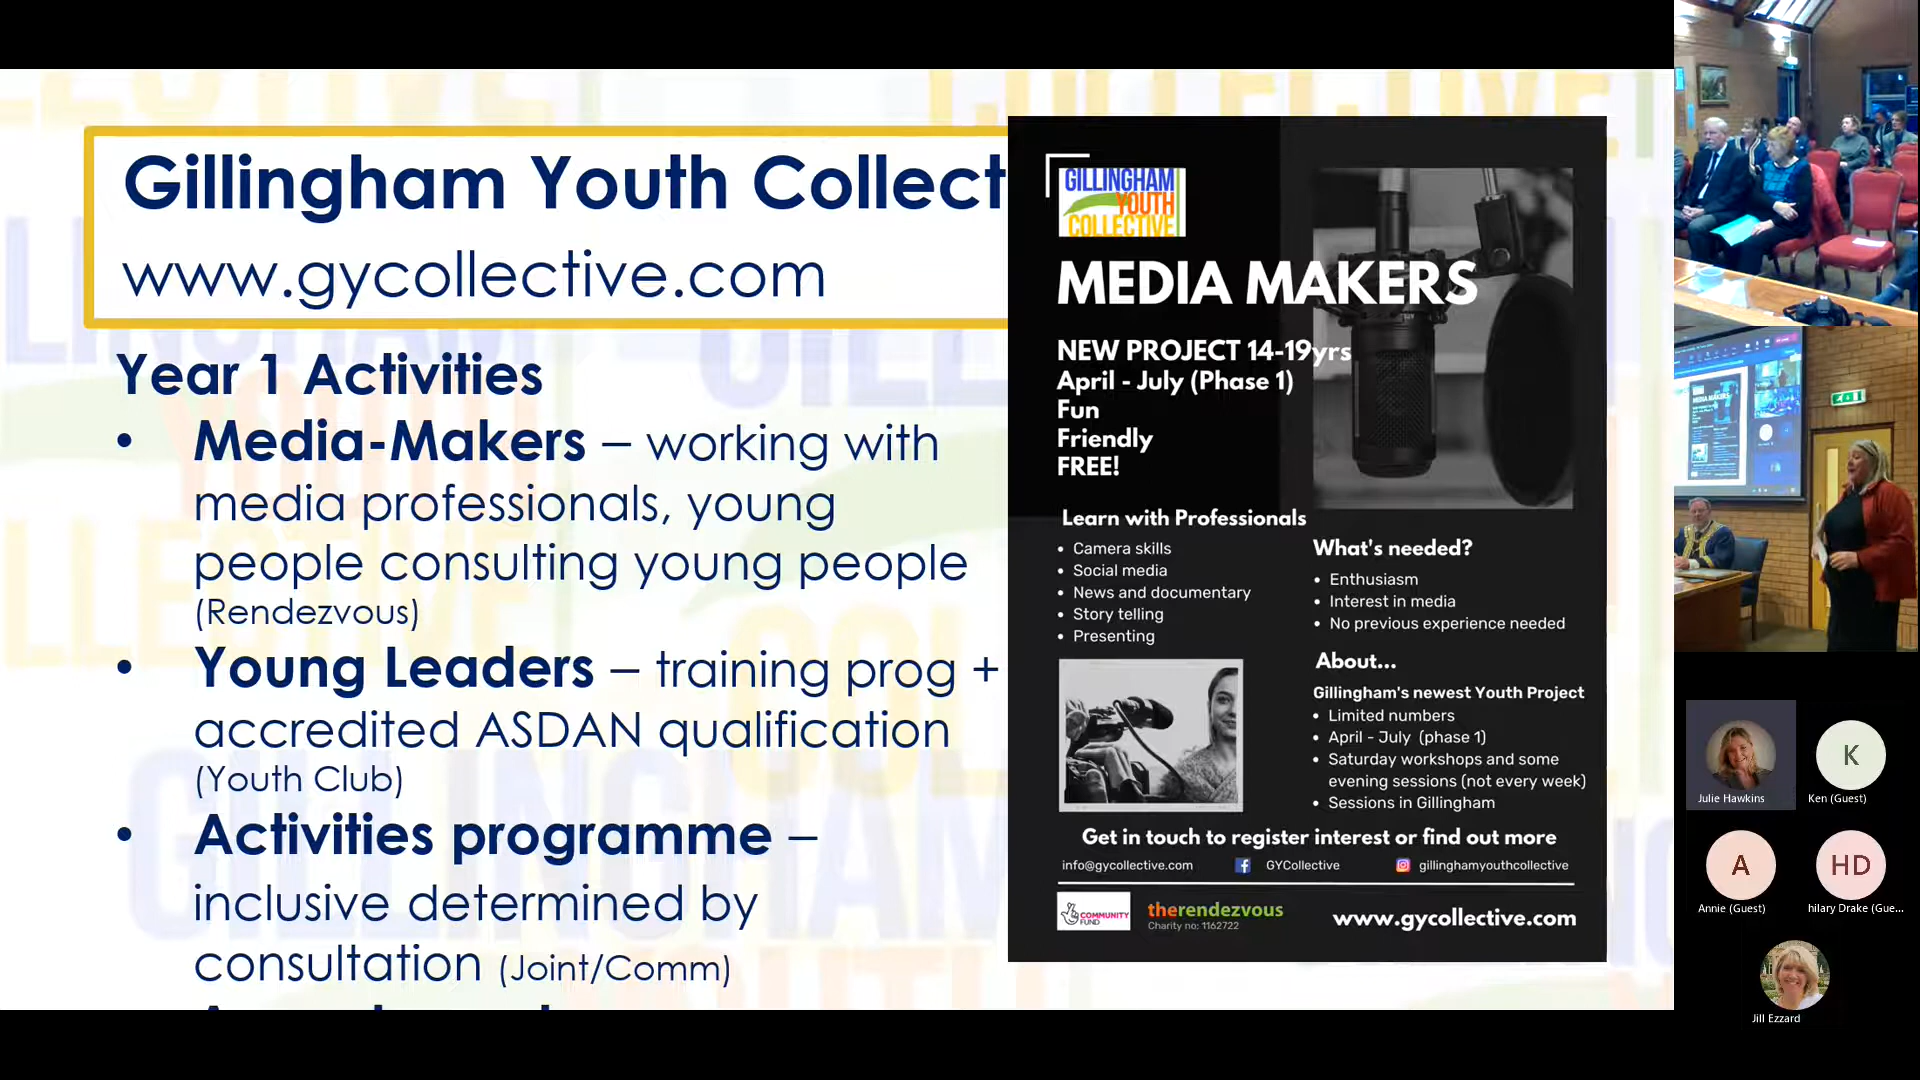 Gillingham Youth Collect
www.gycollective.com
Year 1 Activities
• Media-Makers – working with
media professionals, young
people consulting young people
(Rendezvous)
• Young Leaders – training prog +
accredited ASDAN qualification
(Youth Club)
• Activities programme –
inclusive determined by
consultation (Joint/Comm)
GILLINGHAM
YOUTH
COLLECTIVE
MEDIA MAKERS
NEW PROJECT 14-19yrs
April - July (Phase 1)
Fun
Friendly
FREE!
Learn with Professionals
• Camera skills
• Social media
• News and documentary
• Story telling
• Presenting
What's needed?
• Enthusiasm
• Interest in media
• No previous experience needed
About...
Gillingham's newest Youth Project
• Limited numbers
• April - July (phase 1)
• Saturday workshops and some
evening sessions (not every week)
• Sessions in Gillingham
Get in touch to register interest or find out more
info@gycollective.com GYCollective gillinghamyouthcollective
COMMUNITY
FUND
therendezvous
Charity no: 1162722
www.gycollective.com
Julie Hawkins
K
Ken (Guest)
A
Annie (Guest)
HD
hilary Drake (Gue...
Jill Ezzard